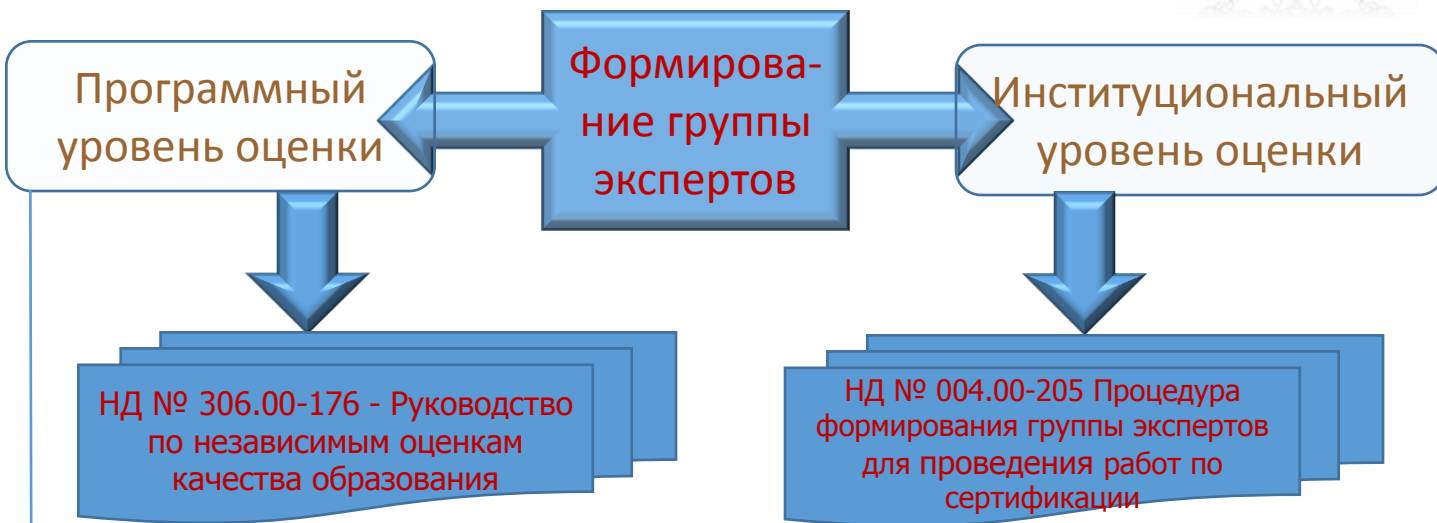 Программный
уровень оценки
Формирова-
ние группы
экспертов
Институциональный
уровень оценки
НД № 306.00-176 - Руководство
по независимым оценкам
качества образования
НД № 004.00-205 Процедура
формирования группы экспертов
для проведения работ по
сертификации